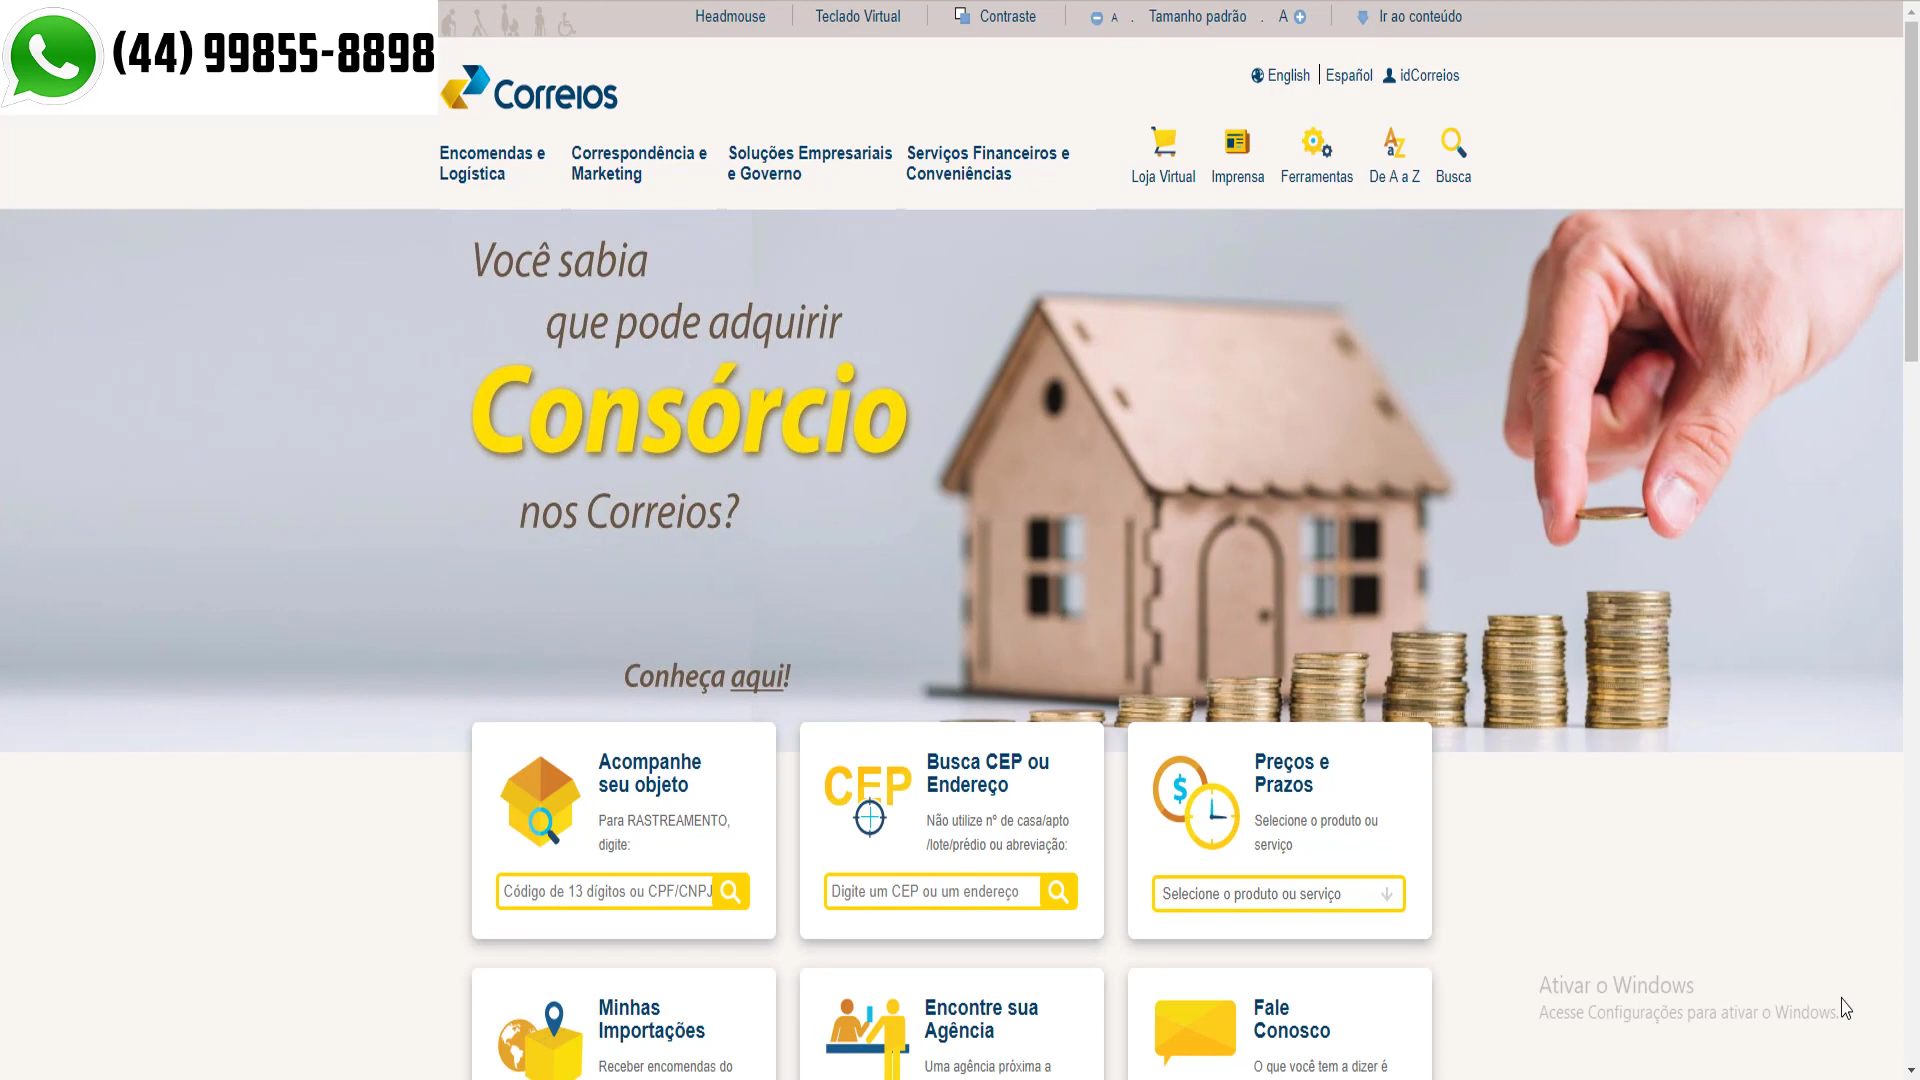 (44) 99855-8898
Headmouse
Teclado Virtual
Contraste
A . Tamanho padrão . A
Ir ao conteúdo
Correios
English
Español
idCorreios
Encomendas e
Logística
Correspondência e
Marketing
Soluções Empresariais
e Governo
Serviços Financeiros e
Conveniências
Loja Virtual
Imprensa
Ferramentas
De A a Z
Busca
Você sabia
que pode adquirir
Consórcio
nos Correios?
Conheça aqui!
Acompanhe
seu objeto
Para RASTREAMENTO,
digite:
Código de 13 dígitos ou CPF/CNPJ
CEP
Busca CEP ou
Endereço
Não utilize nº de casa/apto
/lote/prédio ou abreviação:
Digite um CEP ou um endereço
Preços e
Prazos
Selecione o produto ou
serviço
Selecione o produto ou serviço
Minhas
Importações
Receber encomendas do
Encontre sua
Agência
Uma agência próxima a
Fale
Conosco
O que você tem a dizer é
Ativar o Windows
Acesse Configurações para ativar o Windows.